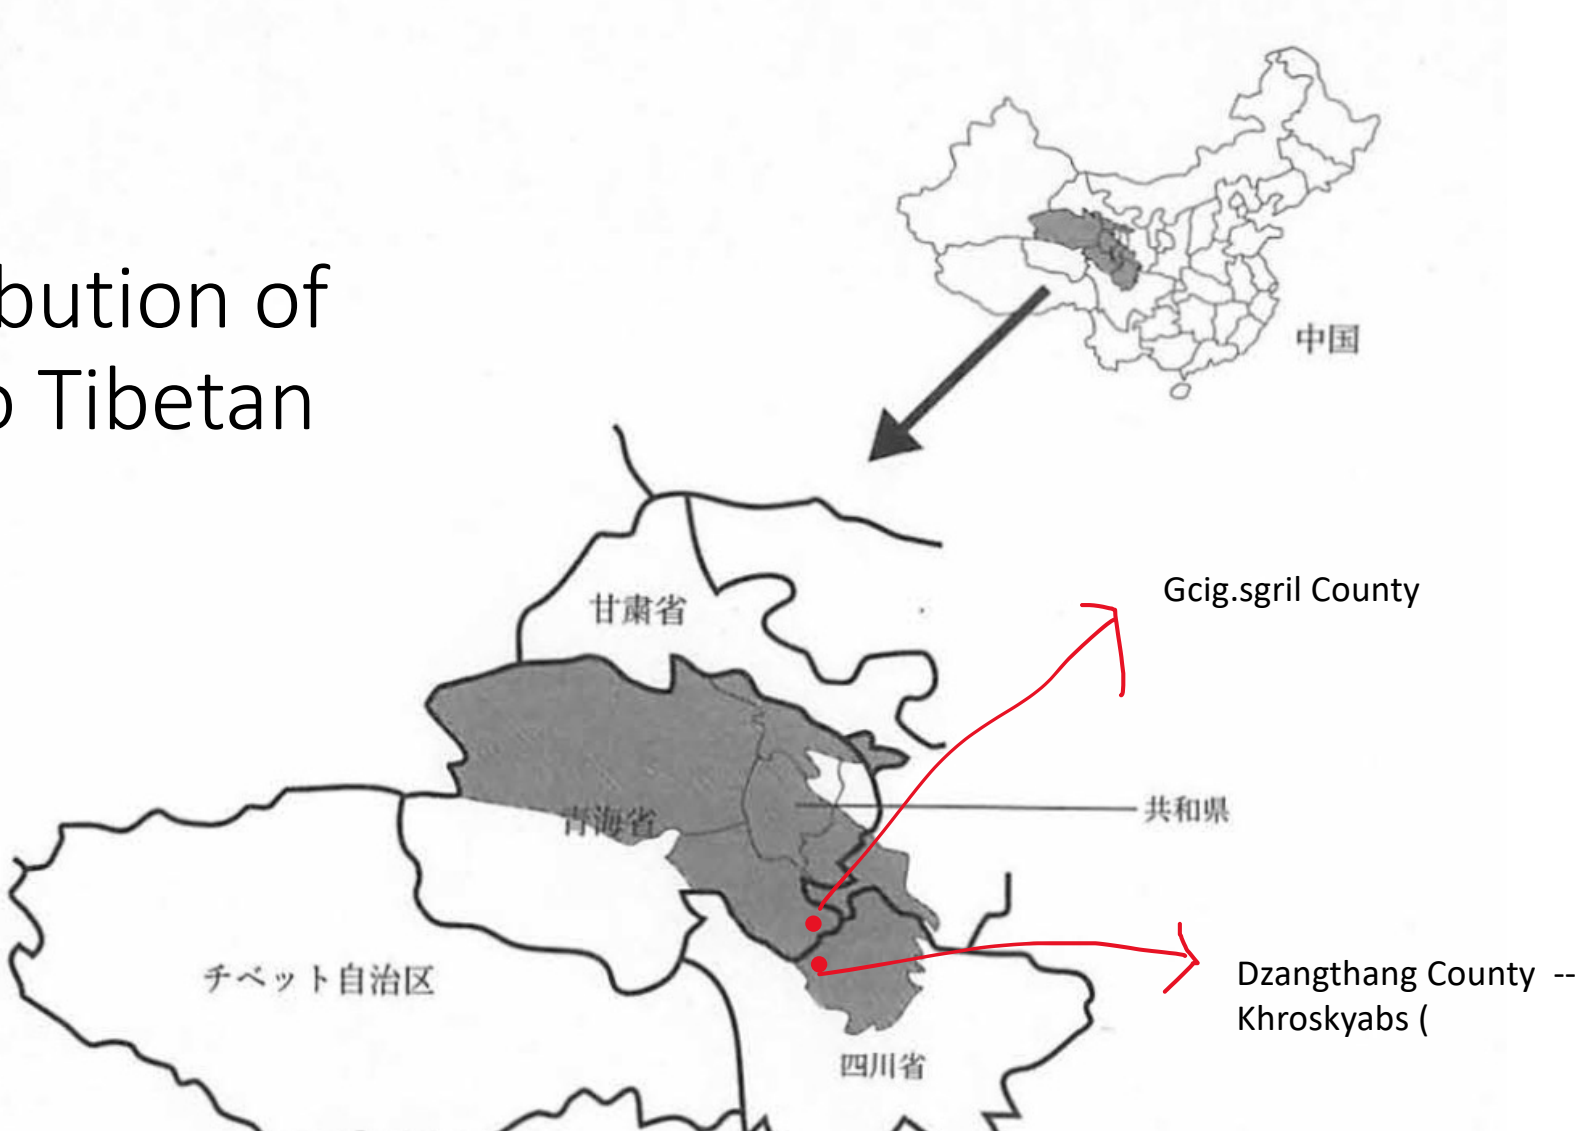 bution of
o Tibetan
中国
甘粛省
Gcig.sgril County
青海省
共和県
チベット自治区
Dzangthang County --
Khroskyabs (
四川省